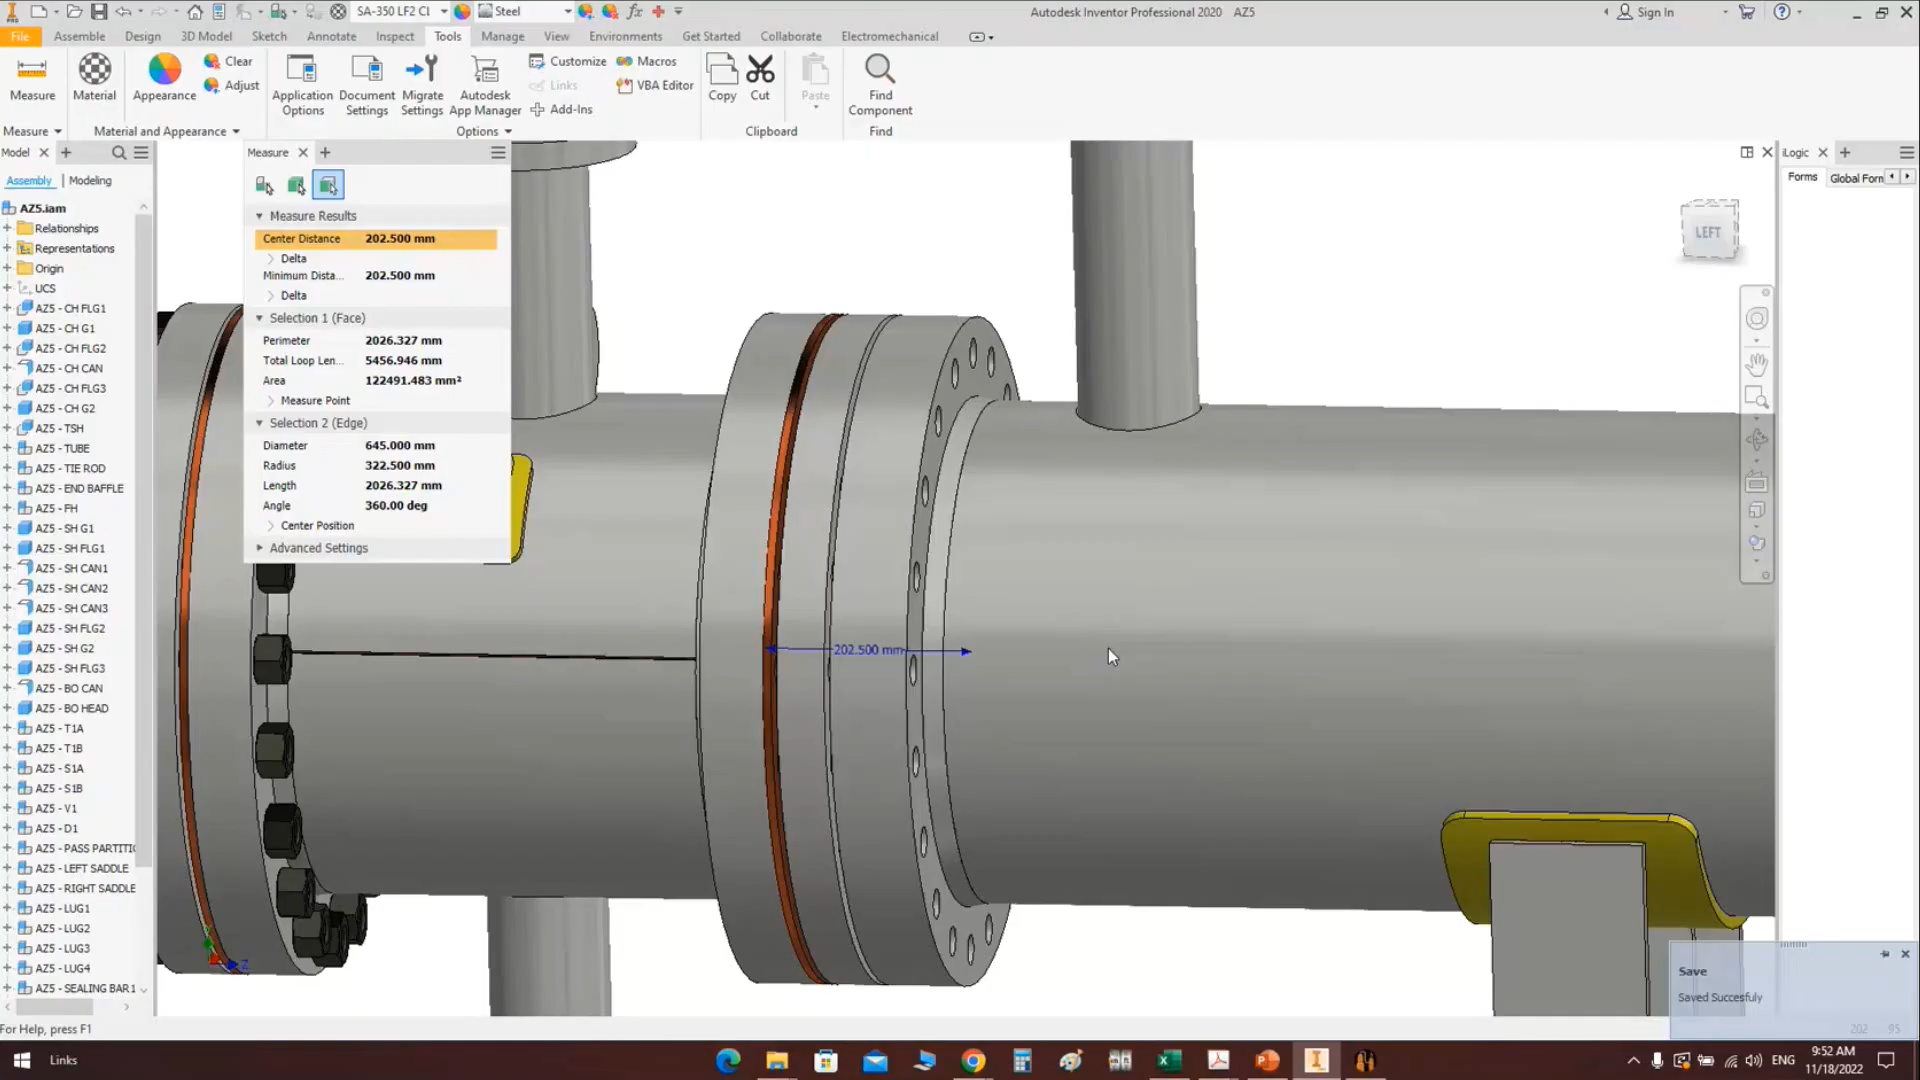 SA-350 LF2 CL
Steel
Autodesk Inventor Professional 2020 AZ5
Sign In
File
Assemble
Design
3D Model
Sketch
Annotate
Inspect
Tools
Manage
View
Environments
Get Started
Collaborate
Electromechanical
Measure
Material
Appearance
Clear
Adjust
Application Options
Document Settings
Migrate Settings
Autodesk App Manager
Customize
Links
Add-Ins
Macros
VBA Editor
Copy
Cut
Paste
Find Component
Measure
Material and Appearance
Options
Clipboard
Find
Model
Assembly
Modeling
AZ5.iam
Relationships
Representations
Origin
UCS
AZ5 - CH FLG1
AZ5 - CH G1
AZ5 - CH FLG2
AZ5 - CH CAN
AZ5 - CH FLG3
AZ5 - CH G2
AZ5 - TSH
AZ5 - TUBE
AZ5 - TIE ROD
AZ5 - END BAFFLE
AZ5 - FH
AZ5 - SH G1
AZ5 - SH FLG1
AZ5 - SH CAN1
AZ5 - SH CAN2
AZ5 - SH CAN3
AZ5 - SH FLG2
AZ5 - SH G2
AZ5 - SH FLG3
AZ5 - BO CAN
AZ5 - BO HEAD
AZ5 - T1A
AZ5 - T1B
AZ5 - S1A
AZ5 - S1B
AZ5 - V1
AZ5 - D1
AZ5 - PASS PARTITIC
AZ5 - LEFT SADDLE
AZ5 - RIGHT SADDLE
AZ5 - LUG1
AZ5 - LUG2
AZ5 - LUG3
AZ5 - LUG4
AZ5 - SEALING BAR1
For Help, press F1
Measure
Measure Results
Center Distance 202.500 mm
Delta
Minimum Dista... 202.500 mm
Delta
Selection 1 (Face)
Perimeter 2026.327 mm
Total Loop Len... 5456.946 mm
Area 122491.483 mm²
Measure Point
Selection 2 (Edge)
Diameter 645.000 mm
Radius 322.500 mm
Length 2026.327 mm
Angle 360.00 deg
Center Position
Advanced Settings
202.500 mm
Z
LEFT
iLogic
Forms
Global Forn
Save
Saved Succesfuly
202 95
Links
ENG
9:52 AM
11/18/2022